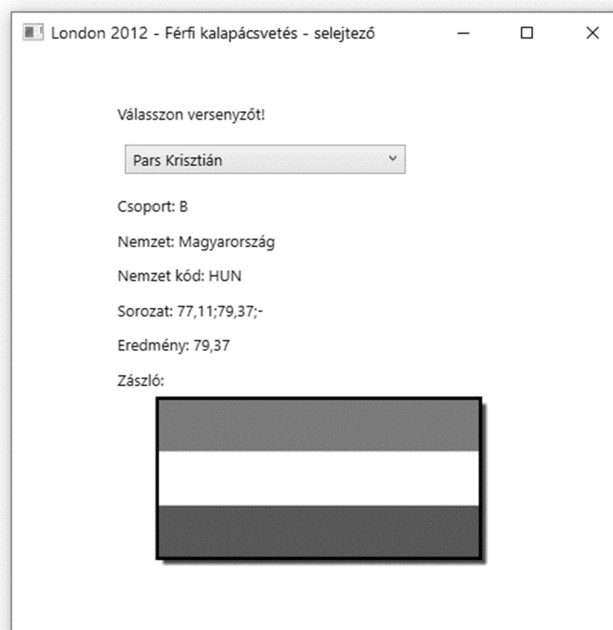 London 2012 - Férfi kalapácsvetés - selejtező
Válasszon versenyzőt!
Pars Krisztián
Csoport: B
Nemzet: Magyarország
Nemzet kód: HUN
Sorozat: 77,11;79,37;-
Eredmény: 79,37
Zászló: